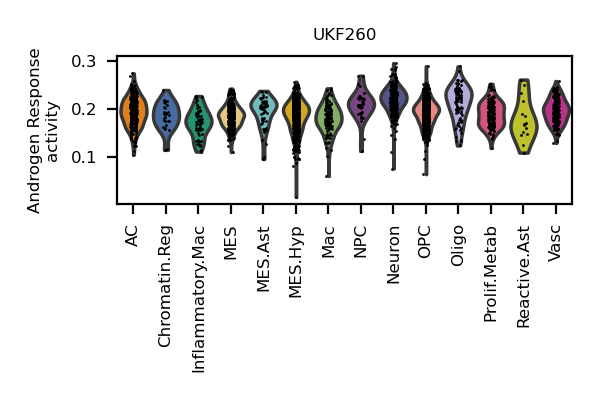 UKF260
Androgen Response
activity
0.3
0.2
0.1
AC
Chromatin.Reg
Inflammatory.Mac
MES
MES.Ast
MES.Hyp
Mac
NPC
Neuron
OPC
Oligo
Prolif.Metab
Reactive.Ast
Vasc